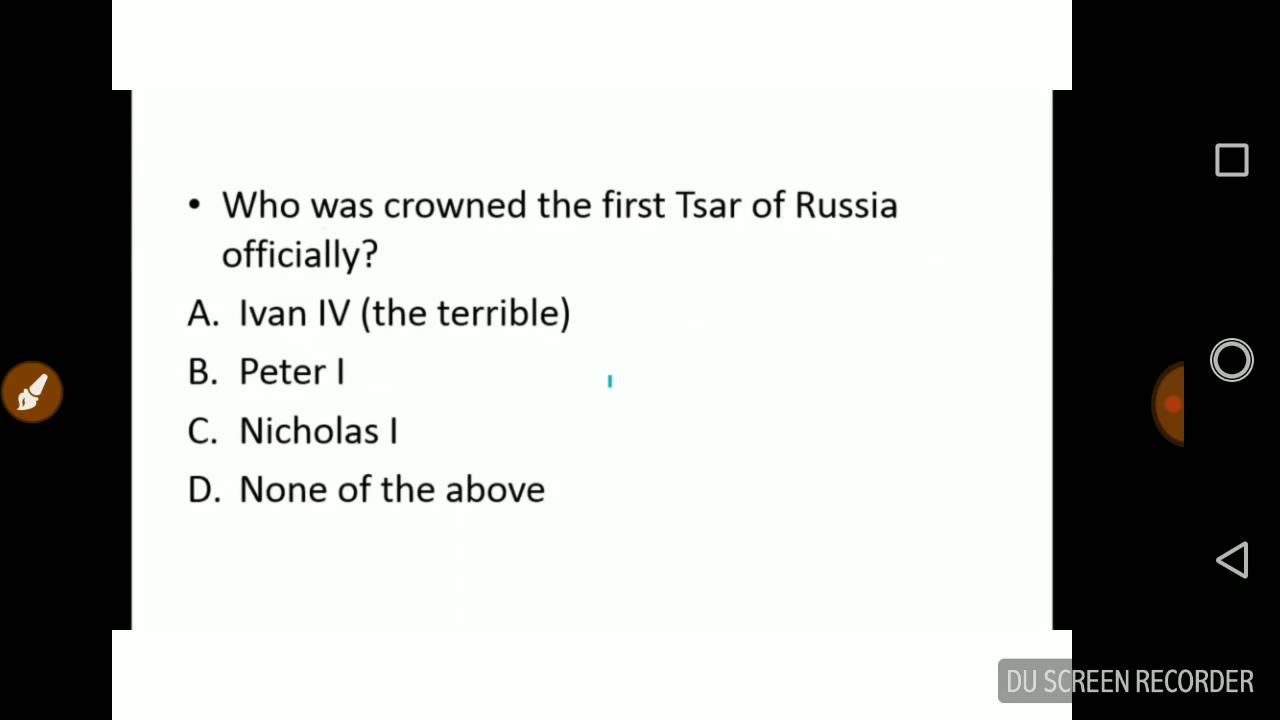 • Who was crowned the first Tsar of Russia
officially?
A. Ivan IV (the terrible)
B. Peter I
C. Nicholas I
D. None of the above
DU SCREEN RECORDER